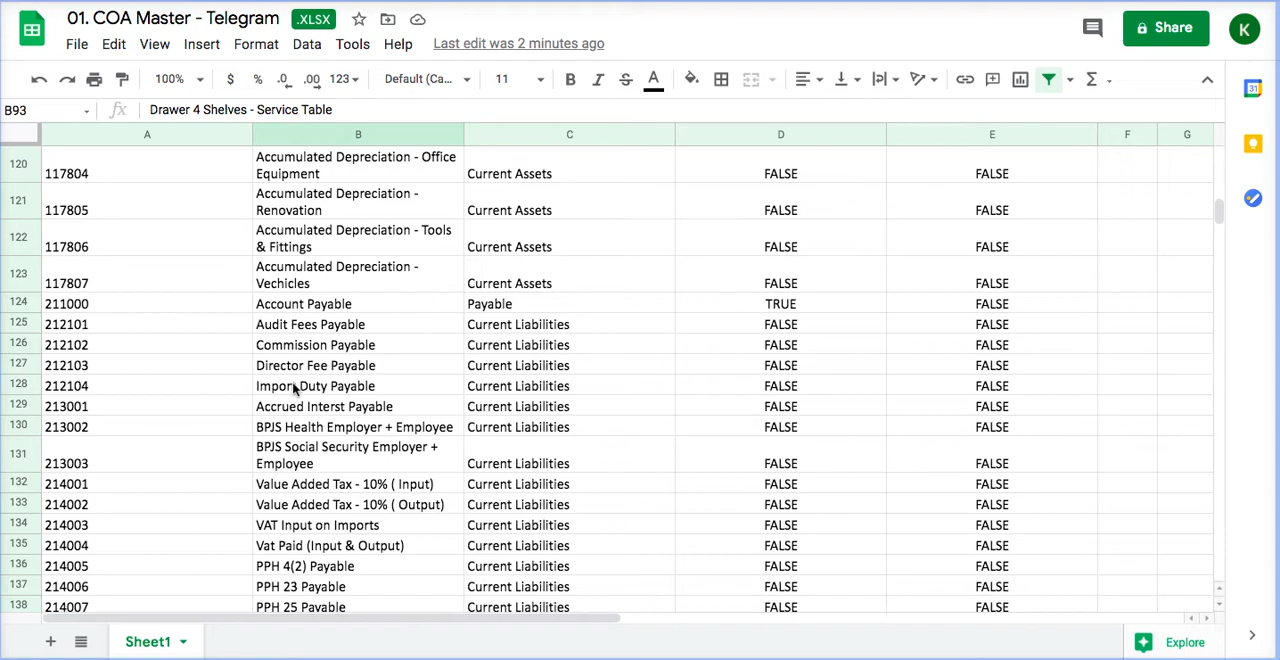 01. COA Master - Telegram .XLSX
Share
K
File Edit View Insert Format Data Tools Help Last edit was 2 minutes ago
100% $ % .0 .00 123 Default (Ca... 11 B I S A Σ
B93 fx Drawer 4 Shelves - Service Table
31
A B C D E F G
120 117804 Accumulated Depreciation - Office
Equipment Current Assets FALSE FALSE
121 117805 Accumulated Depreciation -
Renovation Current Assets FALSE FALSE
122 117806 Accumulated Depreciation - Tools
& Fittings Current Assets FALSE FALSE
123 117807 Accumulated Depreciation -
Vechicles Current Assets FALSE FALSE
124 211000 Account Payable Payable TRUE FALSE
125 212101 Audit Fees Payable Current Liabilities FALSE FALSE
126 212102 Commission Payable Current Liabilities FALSE FALSE
127 212103 Director Fee Payable Current Liabilities FALSE FALSE
128 212104 Import Duty Payable Current Liabilities FALSE FALSE
129 213001 Accrued Interst Payable Current Liabilities FALSE FALSE
130 213002 BPJS Health Employer + Employee Current Liabilities FALSE FALSE
131 213003 BPJS Social Security Employer +
Employee Current Liabilities FALSE FALSE
132 214001 Value Added Tax - 10% ( Input) Current Liabilities FALSE FALSE
133 214002 Value Added Tax - 10% ( Output) Current Liabilities FALSE FALSE
134 214003 VAT Input on Imports Current Liabilities FALSE FALSE
135 214004 Vat Paid (Input & Output) Current Liabilities FALSE FALSE
136 214005 PPH 4(2) Payable Current Liabilities FALSE FALSE
137 214006 PPH 23 Payable Current Liabilities FALSE FALSE
138 214007 PPH 25 Payable Current Liabilities FALSE FALSE
Sheet1
Explore